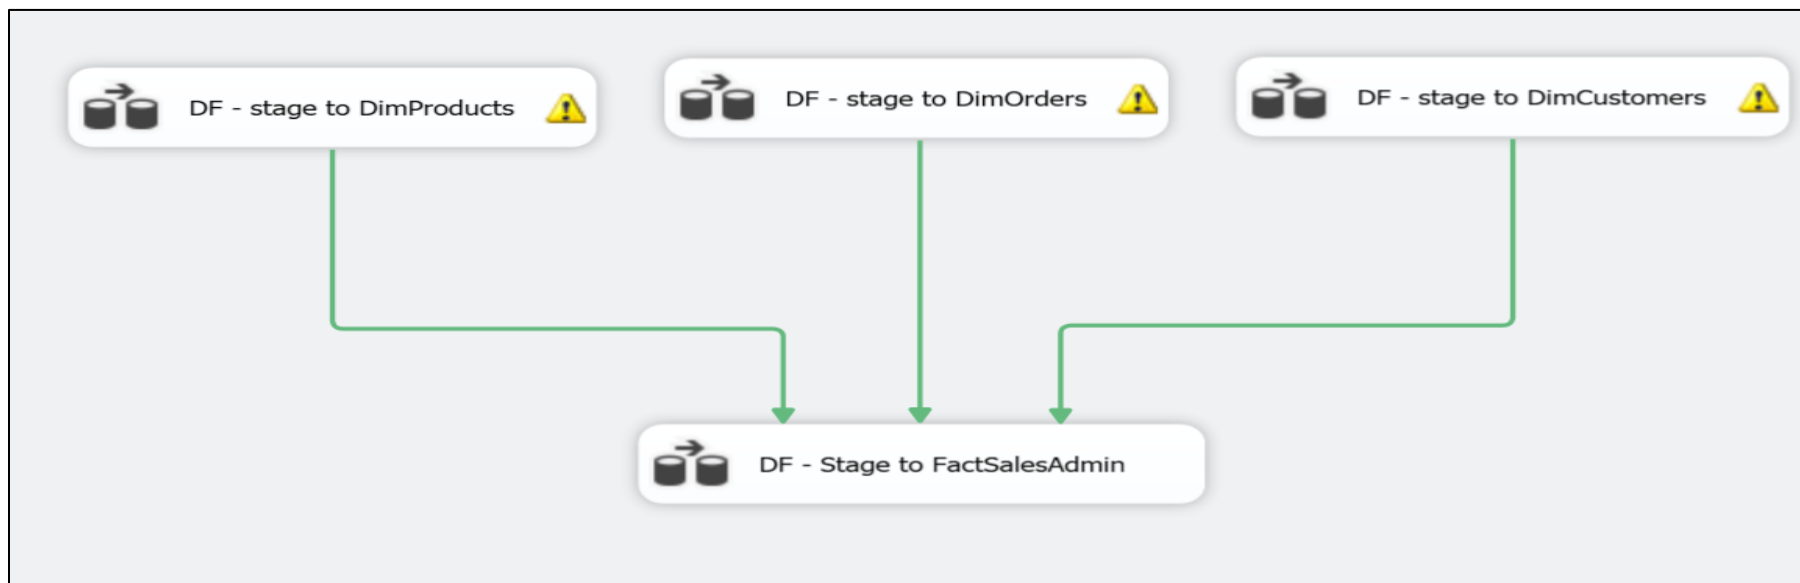 DF - stage to DimProducts
DF - stage to DimOrders
DF - stage to DimCustomers
DF - Stage to FactSalesAdmin